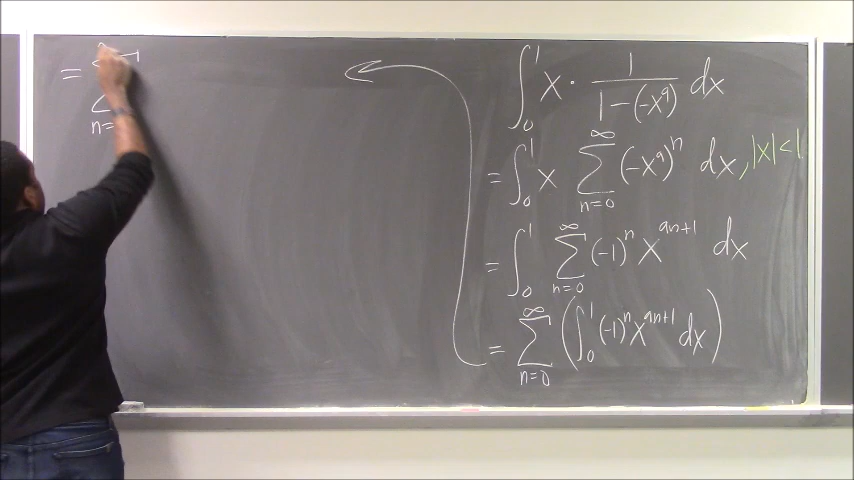 ∫₀¹ x · 1/(1-(-x⁹)) dx
= ∫₀¹ x ∑_{n=0}^{∞} (-x⁹)ⁿ dx, |x|<1
= ∫₀¹ ∑_{n=0}^{∞} (-1)ⁿ x^{9n+1} dx
= ∑_{n=0}^{∞} (∫₀¹ (-1)ⁿ x^{9n+1} dx)
= ∑_{n=